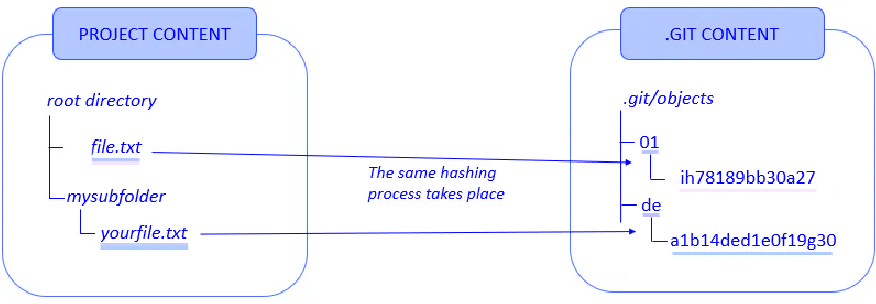 PROJECT CONTENT
.GIT CONTENT
root directory
file.txt
mysubfolder
yourfile.txt
The same hashing
process takes place
.git/objects
01
ih78189bb30a27
de
a1b14ded1e0f19g30